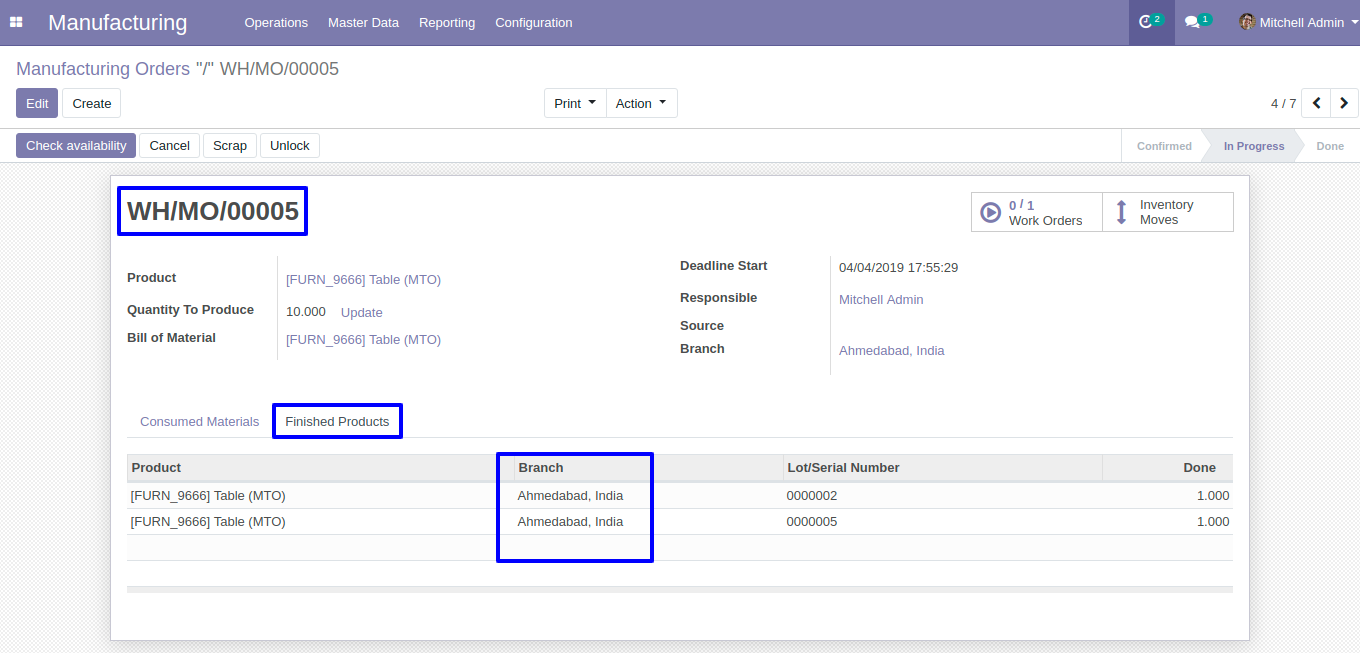 Manufacturing Operations Master Data Reporting Configuration 2 1 Mitchell Admin
Manufacturing Orders "/" WH/MO/00005
Edit Create Print Action 4 / 7
Check availability Cancel Scrap Unlock Confirmed In Progress Done
WH/MO/00005
0 / 1
Work Orders
Inventory
Moves
Product [FURN_9666] Table (MTO)
Quantity To Produce 10.000 Update
Bill of Material [FURN_9666] Table (MTO)
Deadline Start 04/04/2019 17:55:29
Responsible Mitchell Admin
Source
Branch Ahmedabad, India
Consumed Materials Finished Products
Product Branch Lot/Serial Number Done
[FURN_9666] Table (MTO) Ahmedabad, India 0000002 1.000
[FURN_9666] Table (MTO) Ahmedabad, India 0000005 1.000